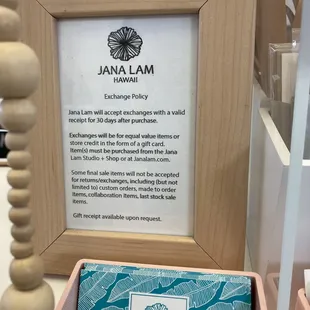 JANA LAM
HAWAII
Exchange Policy
Jana Lam will accept exchanges with a valid
receipt for 30 days after purchase.
Exchanges will be for equal value items or
store credit in the form of a gift card.
Item(s) must be purchased from the Jana
Lam Studio + Shop or at Janalam.com.
Some final sale items will not be accepted
for returns/exchanges, including (but not
limited to) custom orders, made to order
items, collaboration items, last stock sale
items.
Gift receipt available upon request.